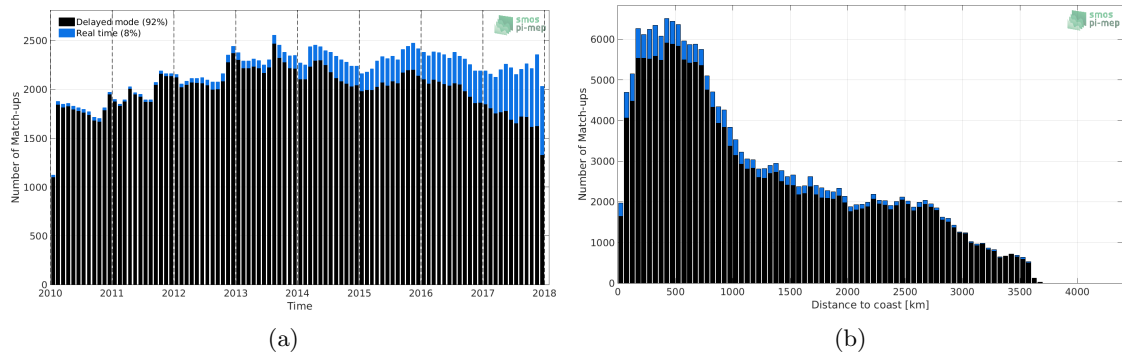 Delayed mode (92%)
Real time (8%)
smos
pi-mep
Number of Match-ups
2500
2000
1500
1000
500
0
2010 2011 2012 2013 2014 2015 2016 2017 2018
Time
(a)
smos
pi-mep
Number of Match-ups
6000
5000
4000
3000
2000
1000
0
0 500 1000 1500 2000 2500 3000 3500 4000
Distance to coast [km]
(b)